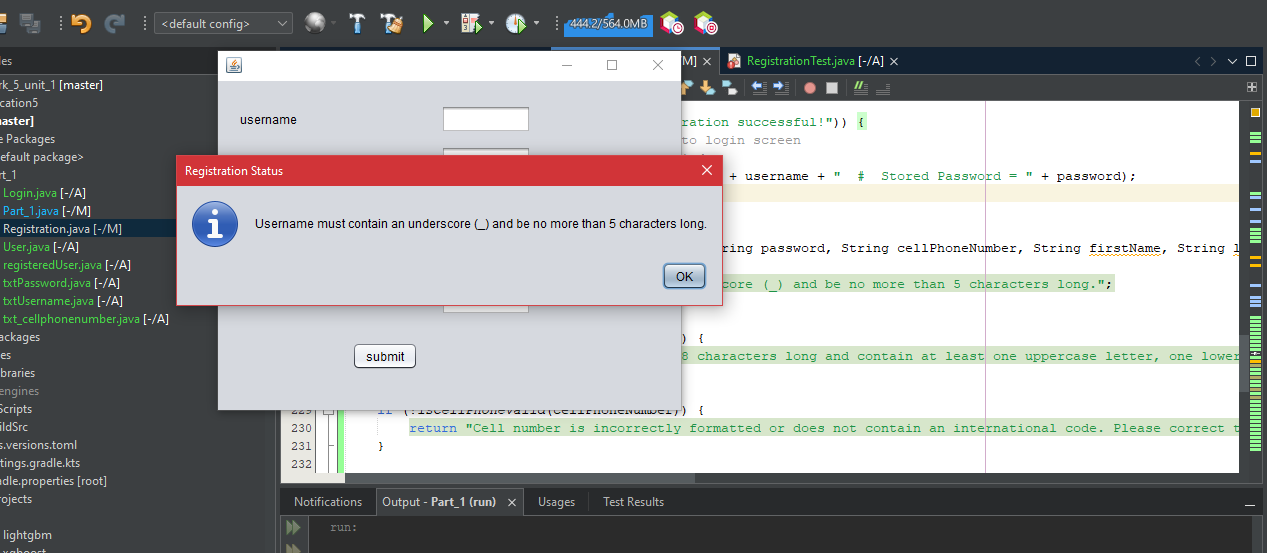 <default config>
444.2/564.0MB
les
/M]
RegistrationTest.java [-/A]
rk_5_unit_1 [master]
cation5
naster]
e Packages
efault package>
rt_1
Login.java [-/A]
Part_1.java [-/M]
Registration.java [-/M]
User.java [-/A]
registeredUser.java [-/A]
txtPassword.java [-/A]
txtUsername.java [-/A]
txt_cellphonenumber.java [-/A]
ackages
es
braries
engines
Scripts
ildSrc
s.versions.toml
ttings.gradle.kts
adle.properties [root]
rojects
lightgbm
username
Registration Status
Username must contain an underscore (_) and be no more than 5 characters long.
OK
submit
ration successful!")) {
to login screen
+ username + "  #  Stored Password = " + password);
ring password, String cellPhoneNumber, String firstName, String l
core (_) and be no more than 5 characters long.";
) {
8 characters long and contain at least one uppercase letter, one lower
) {
230 return "Cell number is incorrectly formatted or does not contain an international code. Please correct t
231 }
232
Notifications
Output - Part_1 (run)
Usages
Test Results
run: